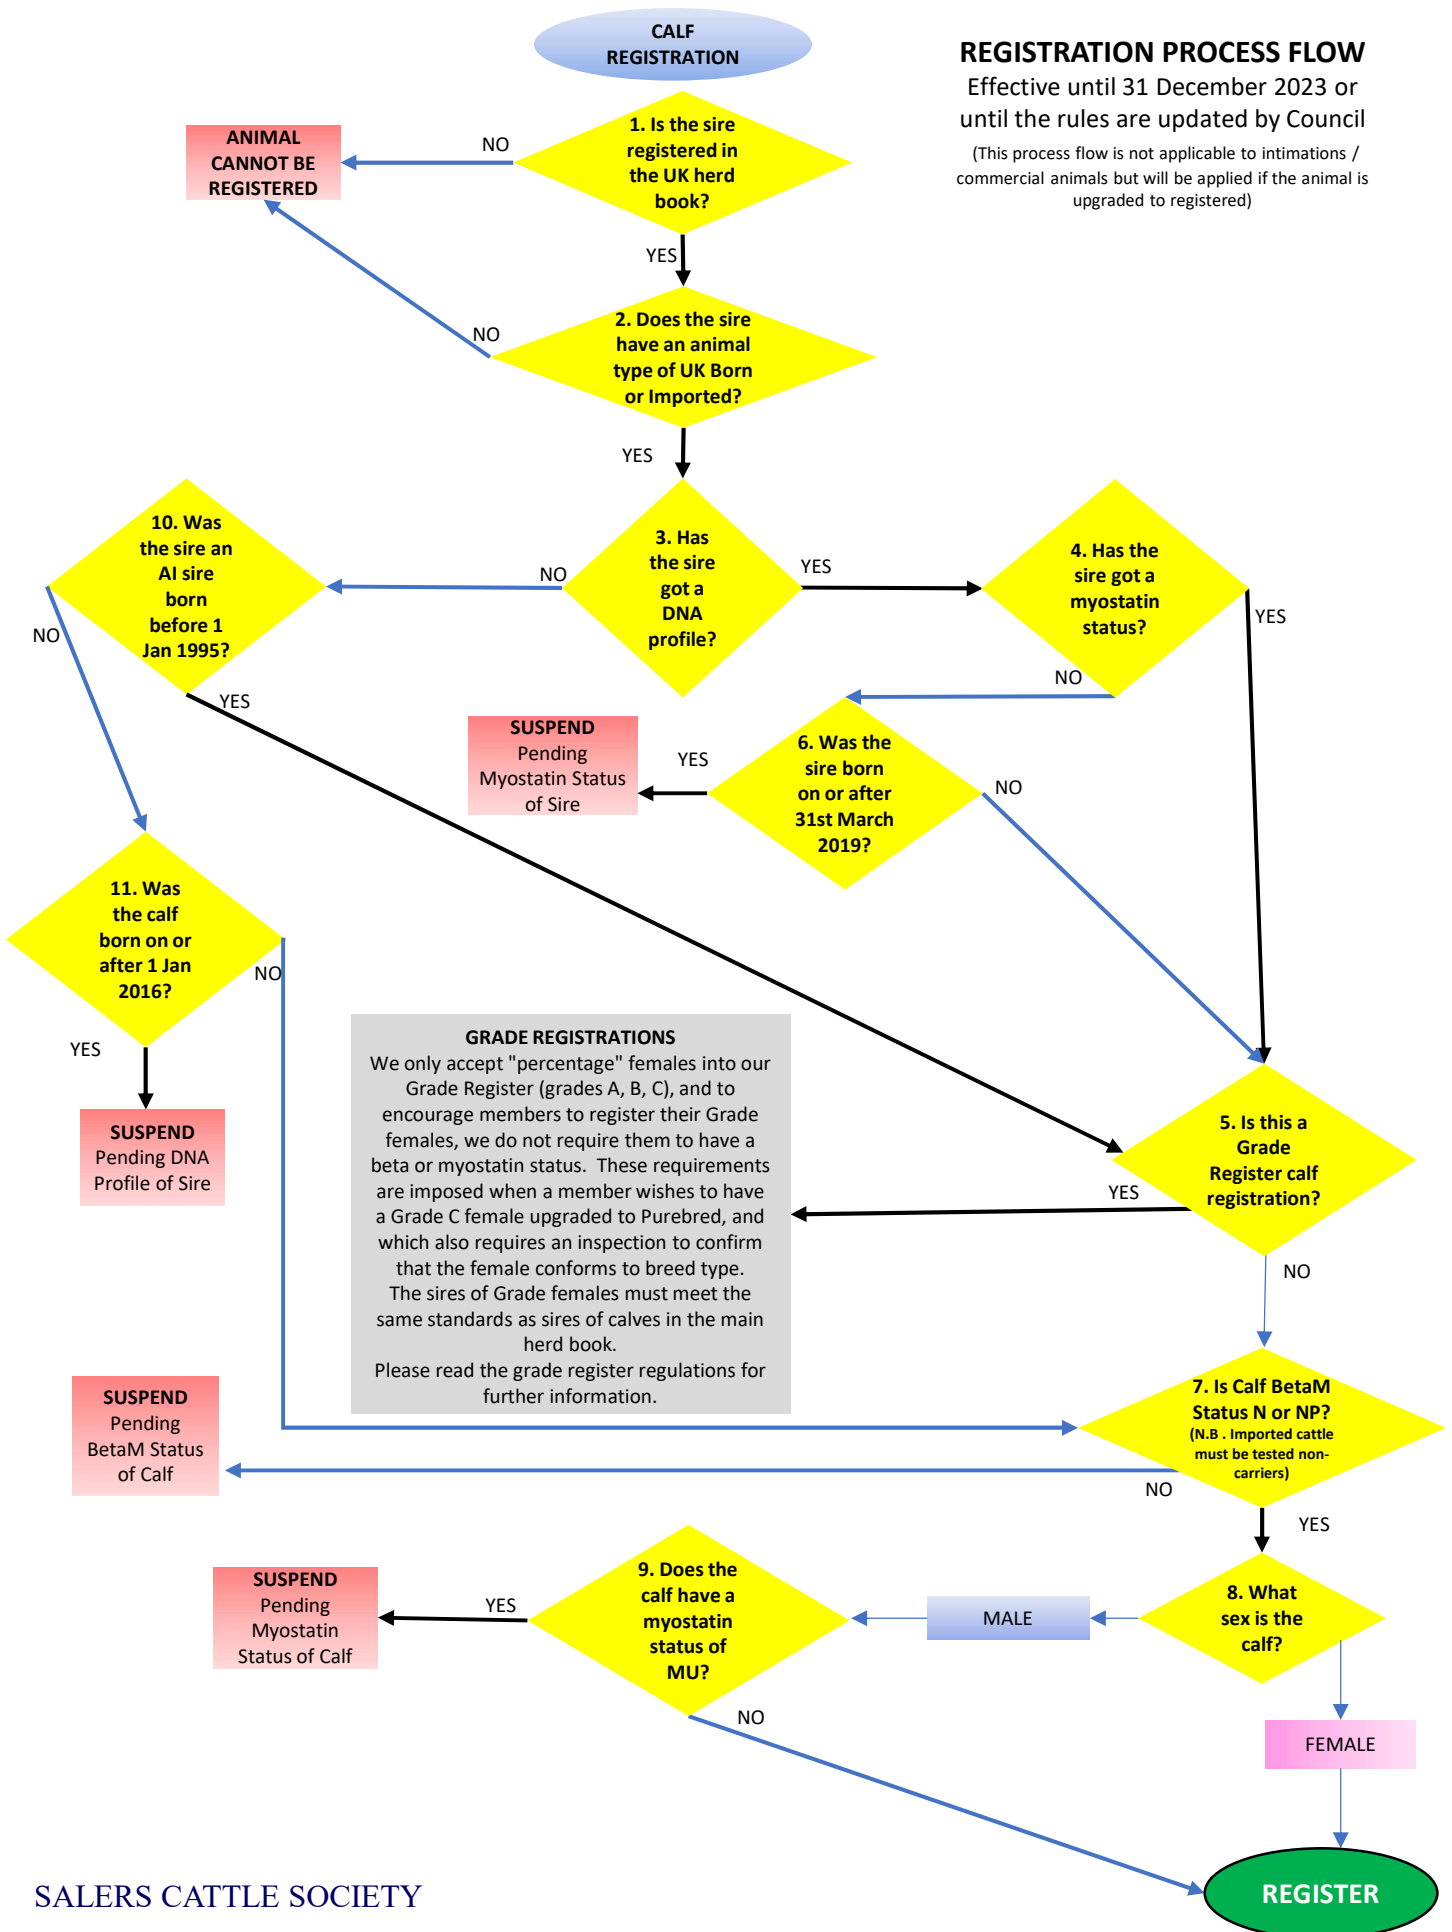 CALF
REGISTRATION
REGISTRATION PROCESS FLOW
Effective until 31 December 2023 or
until the rules are updated by Council
(This process flow is not applicable to intimations /
commercial animals but will be applied if the animal is
upgraded to registered)
1. Is the sire
registered in
the UK herd
book?
NO
ANIMAL
CANNOT BE
REGISTERED
YES
2. Does the sire
have an animal
type of UK Born
or Imported?
NO
YES
3. Has
the sire
got a
DNA
profile?
NO
YES
10. Was
the sire an
AI sire
born
before 1
Jan 1995?
NO
YES
4. Has the
sire got a
myostatin
status?
YES
NO
6. Was the
sire born
on or after
31st March
2019?
YES
NO
SUSPEND
Pending
Myostatin Status
of Sire
11. Was
the calf
born on or
after 1 Jan
2016?
NO
YES
SUSPEND
Pending DNA
Profile of Sire
GRADE REGISTRATIONS
We only accept "percentage" females into our
Grade Register (grades A, B, C), and to
encourage members to register their Grade
females, we do not require them to have a
beta or myostatin status.  These requirements
are imposed when a member wishes to have
a Grade C female upgraded to Purebred, and
which also requires an inspection to confirm
that the female conforms to breed type.
The sires of Grade females must meet the
same standards as sires of calves in the main
herd book.
Please read the grade register regulations for
further information.
5. Is this a
Grade
Register calf
registration?
YES
NO
7. Is Calf BetaM
Status N or NP?
(N.B . Imported cattle
must be tested non-
carriers)
NO
YES
SUSPEND
Pending
BetaM Status
of Calf
8. What
sex is the
calf?
MALE
FEMALE
9. Does the
calf have a
myostatin
status of
MU?
YES
NO
SUSPEND
Pending
Myostatin
Status of Calf
REGISTER
SALERS CATTLE SOCIETY